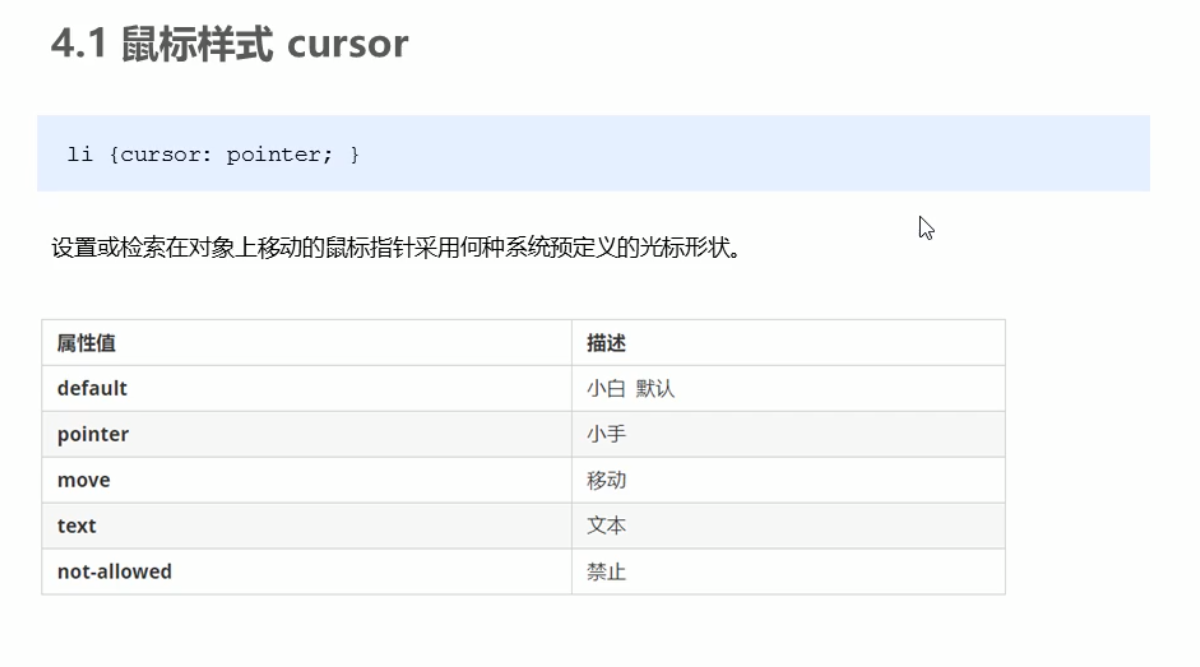 4.1 鼠标样式 cursor
li {cursor: pointer; }
设置或检索在对象上移动的鼠标指针采用何种系统预定义的光标形状。
属性值 描述
default 小白 默认
pointer 小手
move 移动
text 文本
not-allowed 禁止